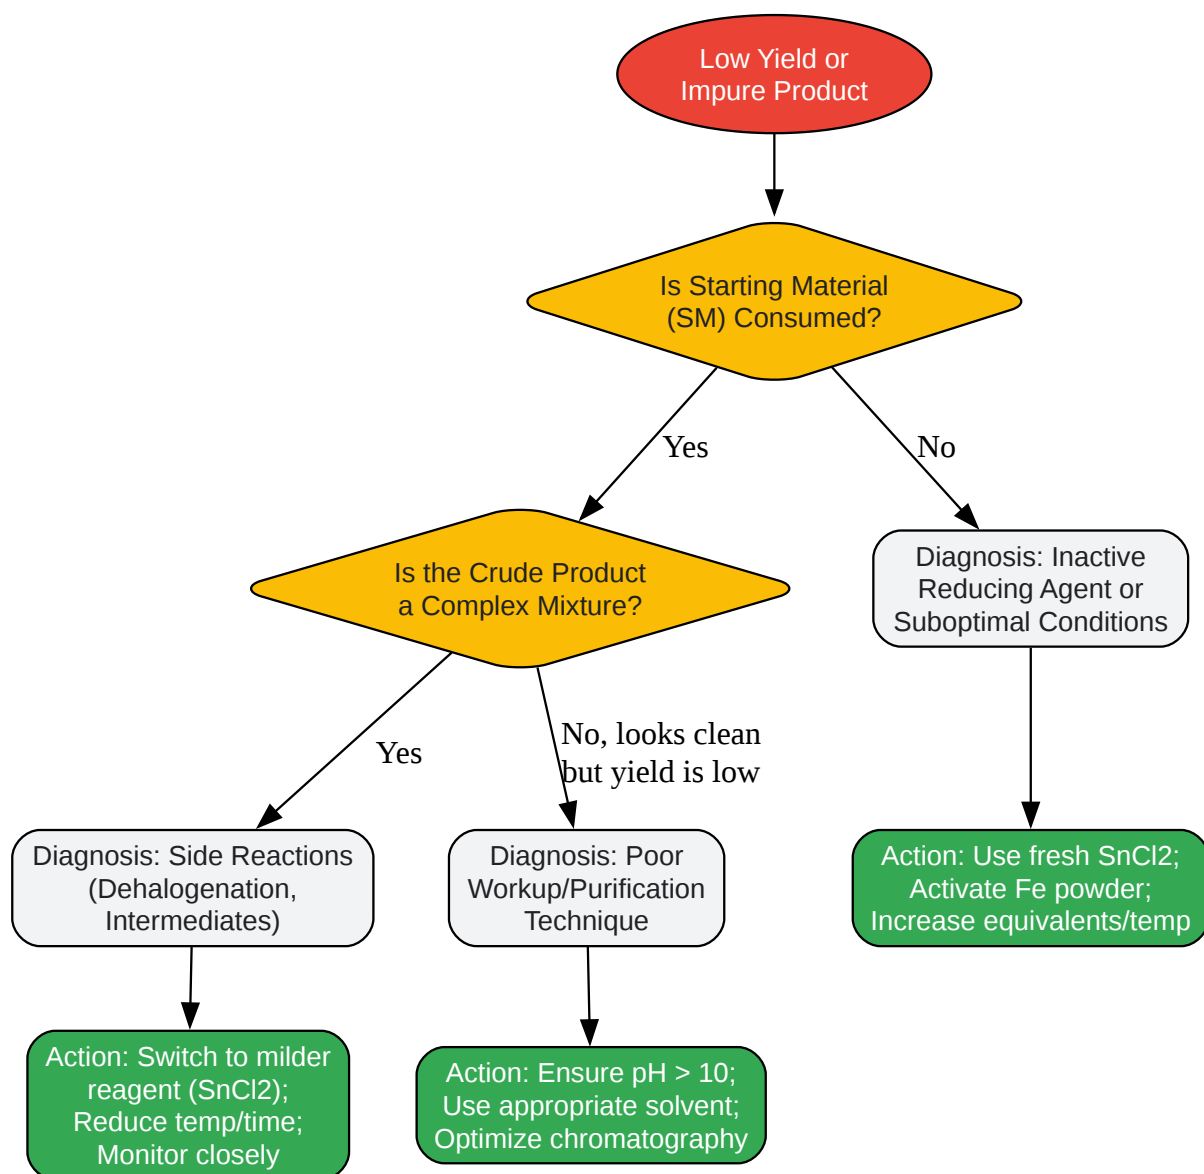 Low Yield or
Impure Product
Is Starting Material
(SM) Consumed?
Yes
No
Is the Crude Product
a Complex Mixture?
Diagnosis: Inactive
Reducing Agent or
Suboptimal Conditions
Yes
No, looks clean
but yield is low
Diagnosis: Side Reactions
(Dehalogenation,
Intermediates)
Diagnosis: Poor
Workup/Purification
Technique
Action: Use fresh SnCl2;
Activate Fe powder;
Increase equivalents/temp
Action: Switch to milder
reagent (SnCl2);
Reduce temp/time;
Monitor closely
Action: Ensure pH > 10;
Use appropriate solvent;
Optimize chromatography